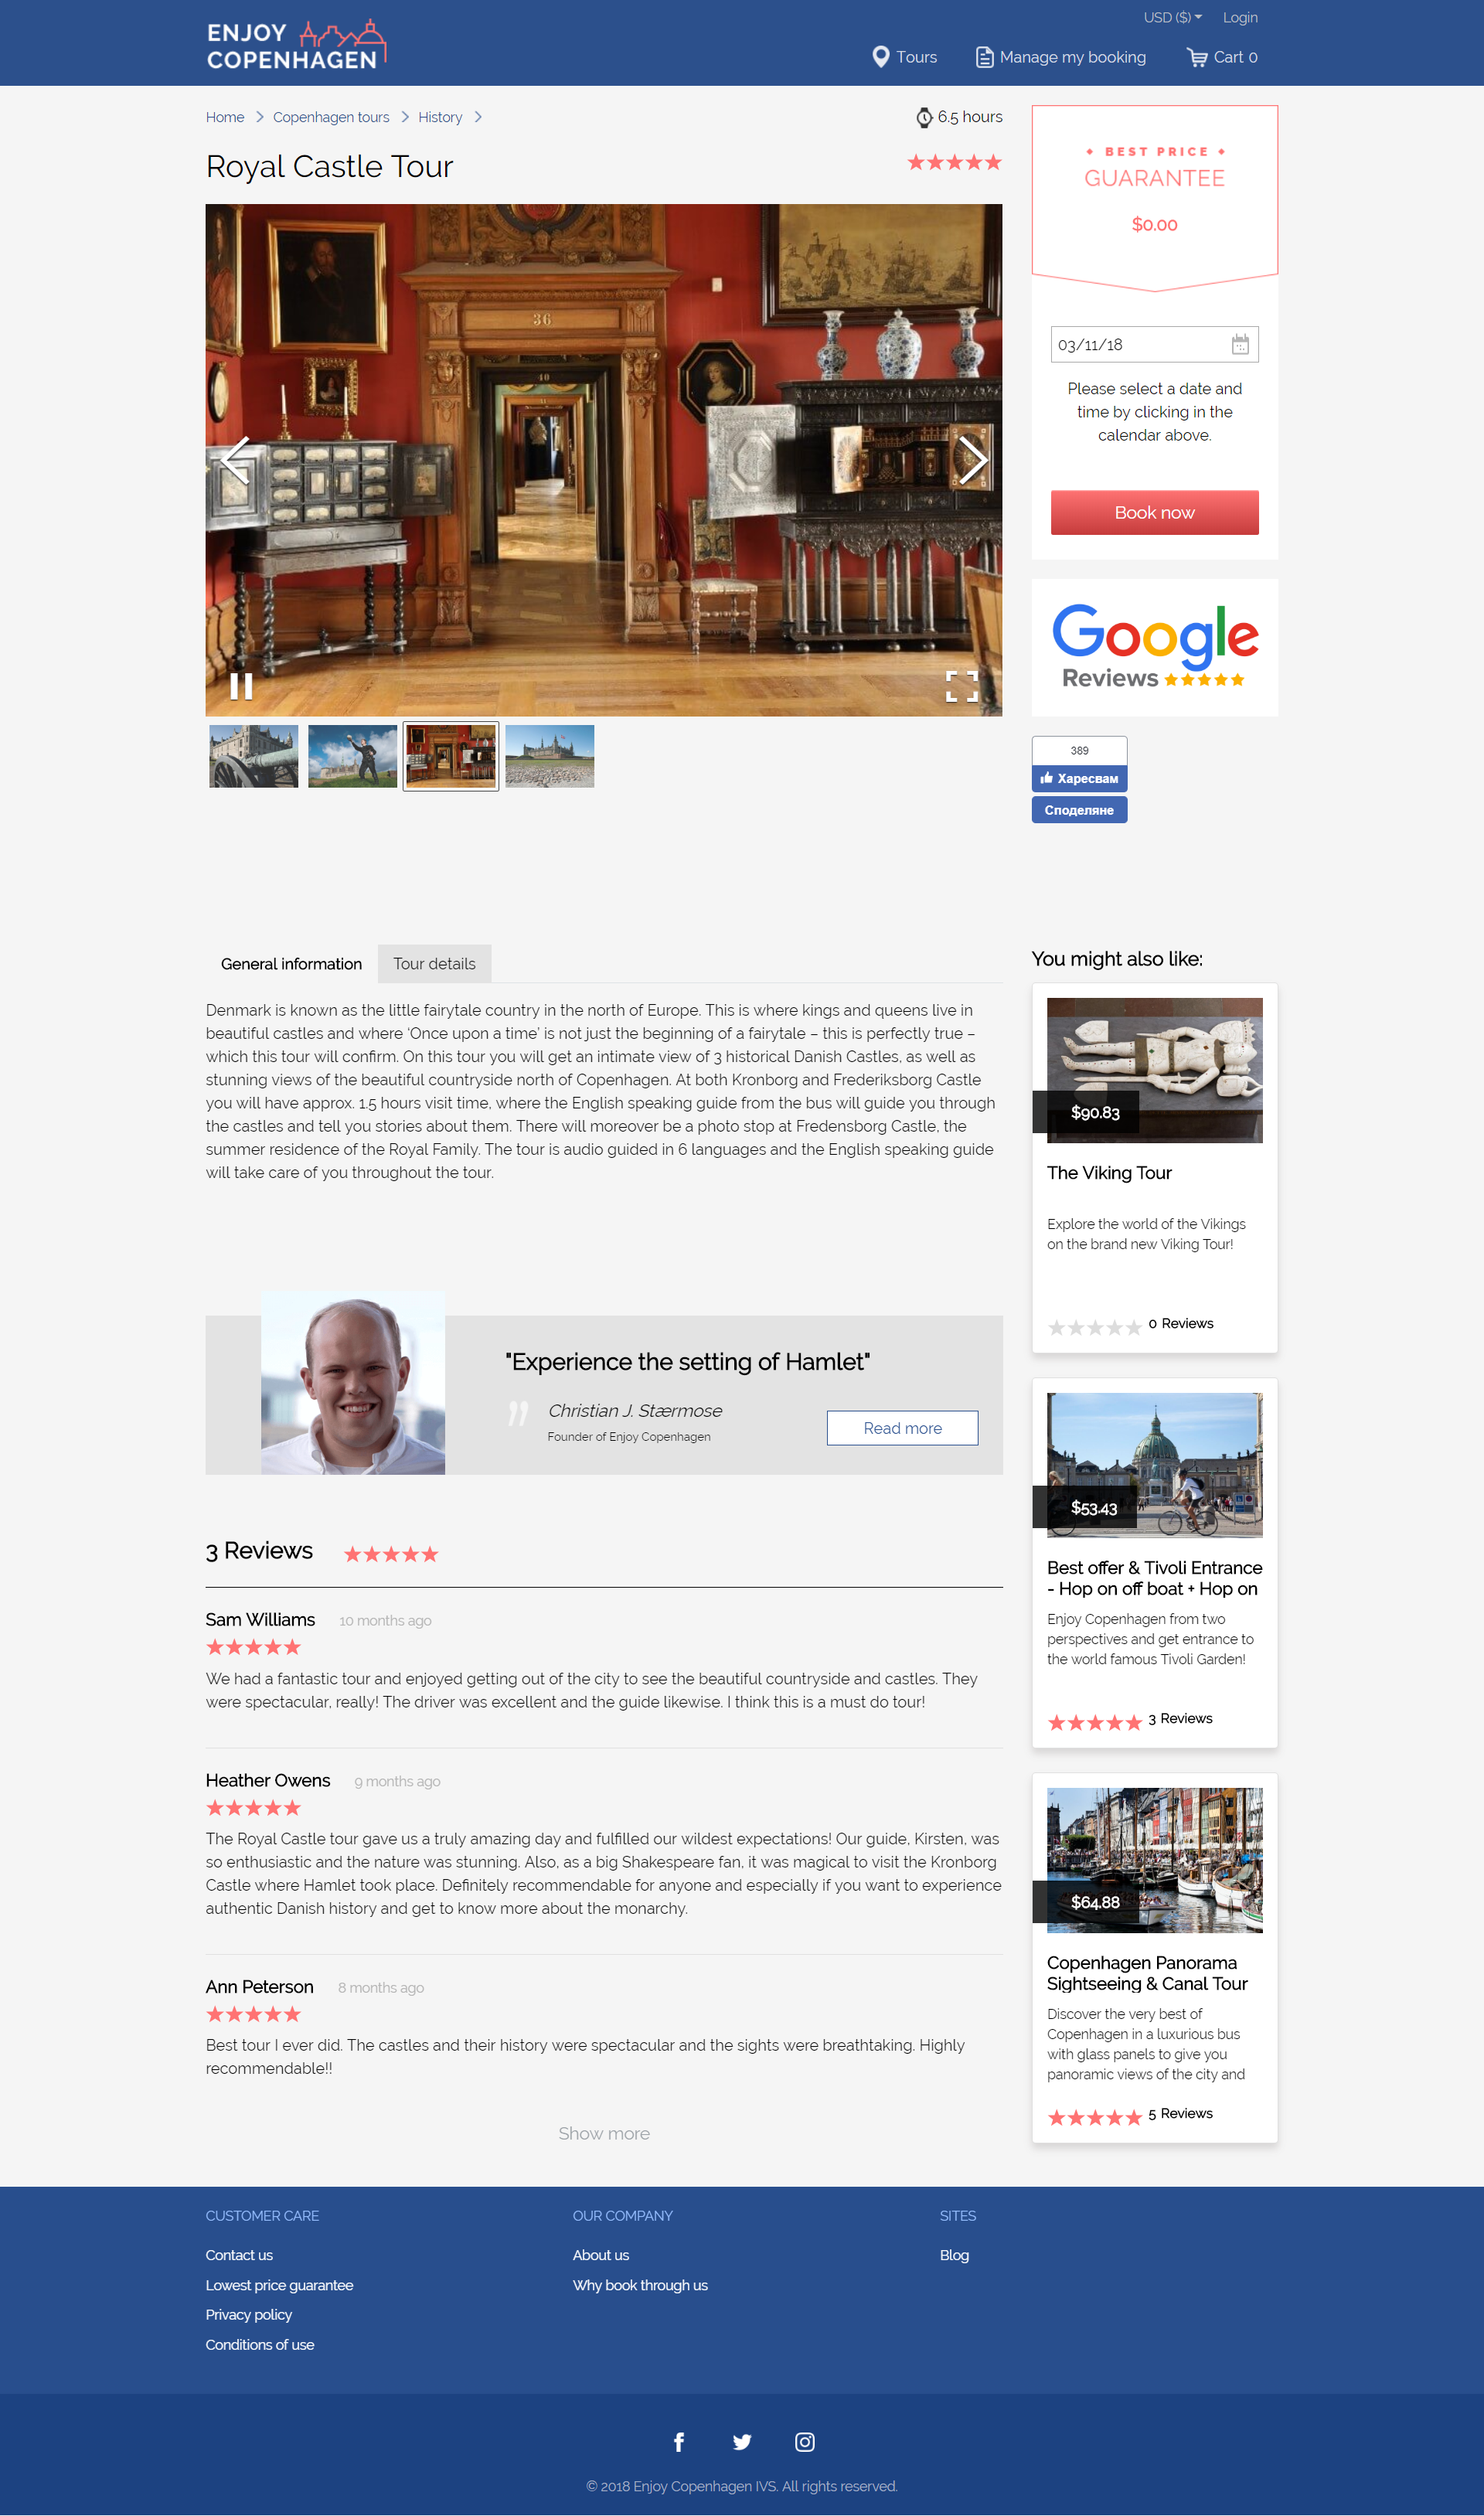 ENJOY
COPENHAGEN
USD ($)
Login
Tours
Manage my booking
Cart 0
Home
Copenhagen tours
History
6.5 hours
Royal Castle Tour
BEST PRICE
GUARANTEE
$0.00
36
40
03/11/18
Please select a date and
time by clicking in the
calendar above.
Book now
Google
Reviews
389
Харесвам
Споделяне
General information
Tour details
Denmark is known as the little fairytale country in the north of Europe. This is where kings and queens live in
beautiful castles and where ‘Once upon a time’ is not just the beginning of a fairytale – this is perfectly true –
which this tour will confirm. On this tour you will get an intimate view of 3 historical Danish Castles, as well as
stunning views of the beautiful countryside north of Copenhagen. At both Kronborg and Frederiksborg Castle
you will have approx. 1.5 hours visit time, where the English speaking guide from the bus will guide you through
the castles and tell you stories about them. There will moreover be a photo stop at Fredensborg Castle, the
summer residence of the Royal Family. The tour is audio guided in 6 languages and the English speaking guide
will take care of you throughout the tour.
"Experience the setting of Hamlet"
Christian J. Stærmose
Founder of Enjoy Copenhagen
Read more
3 Reviews
Sam Williams
10 months ago
We had a fantastic tour and enjoyed getting out of the city to see the beautiful countryside and castles. They
were spectacular, really! The driver was excellent and the guide likewise. I think this is a must do tour!
Heather Owens
9 months ago
The Royal Castle tour gave us a truly amazing day and fulfilled our wildest expectations! Our guide, Kirsten, was
so enthusiastic and the nature was stunning. Also, as a big Shakespeare fan, it was magical to visit the Kronborg
Castle where Hamlet took place. Definitely recommendable for anyone and especially if you want to experience
authentic Danish history and get to know more about the monarchy.
Ann Peterson
8 months ago
Best tour I ever did. The castles and their history were spectacular and the sights were breathtaking. Highly
recommendable!!
Show more
You might also like:
$90.83
The Viking Tour
Explore the world of the Vikings
on the brand new Viking Tour!
0 Reviews
$53.43
Best offer & Tivoli Entrance
- Hop on off boat + Hop on
Enjoy Copenhagen from two
perspectives and get entrance to
the world famous Tivoli Garden!
3 Reviews
$64.88
Copenhagen Panorama
Sightseeing & Canal Tour
Discover the very best of
Copenhagen in a luxurious bus
with glass panels to give you
panoramic views of the city and
5 Reviews
CUSTOMER CARE
Contact us
Lowest price guarantee
Privacy policy
Conditions of use
OUR COMPANY
About us
Why book through us
SITES
Blog
© 2018 Enjoy Copenhagen IVS. All rights reserved.